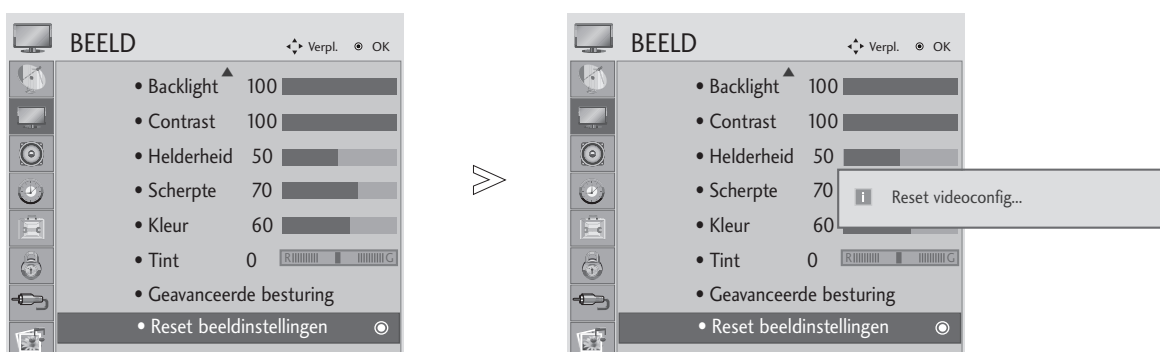 BEELD Verpl. OK
• Backlight 100
• Contrast 100
• Helderheid 50
• Scherpte 70
• Kleur 60
• Tint 0 R G
• Geavanceerde besturing
• Reset beeldinstellingen
BEELD Verpl. OK
• Backlight 100
• Contrast 100
• Helderheid 50
• Scherpte 70
• Kleur 60
• Tint 0 R G
• Geavanceerde besturing
• Reset beeldinstellingen
i Reset videoconfig...